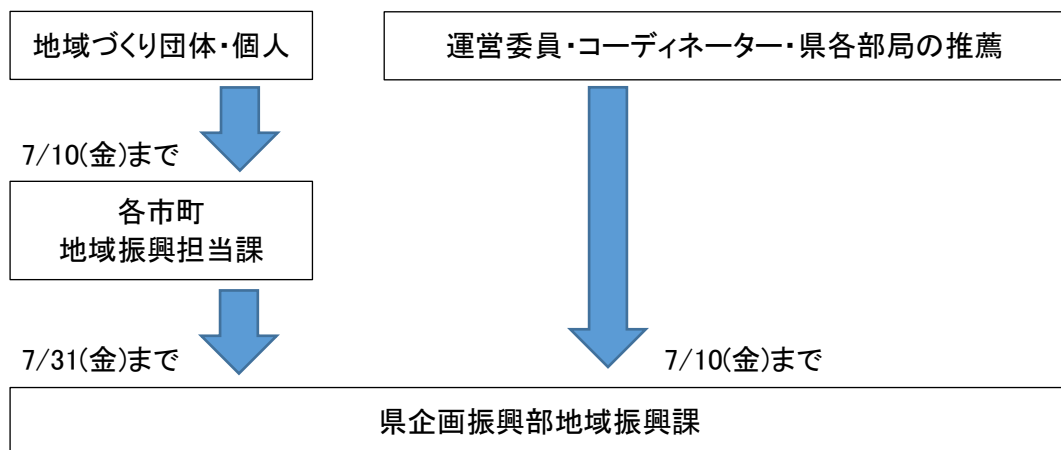 地域づくり団体・個人
運営委員・コーディネーター・県各部局の推薦
7/10(金)まで
各市町
地域振興担当課
7/31(金)まで
7/10(金)まで
県企画振興部地域振興課